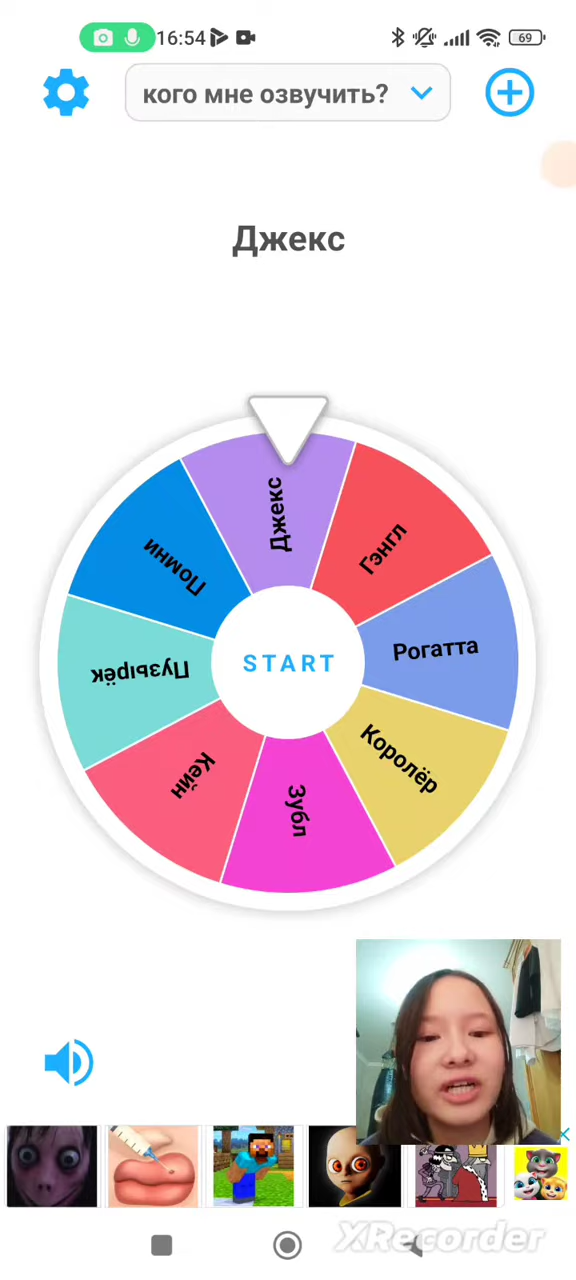 16:54
69
кого мне озвучить?
Джекс
Джекс
Гэнгл
Рогатта
Королёр
Зубл
Кейн
Пузырёк
Помни
START
XRecorder